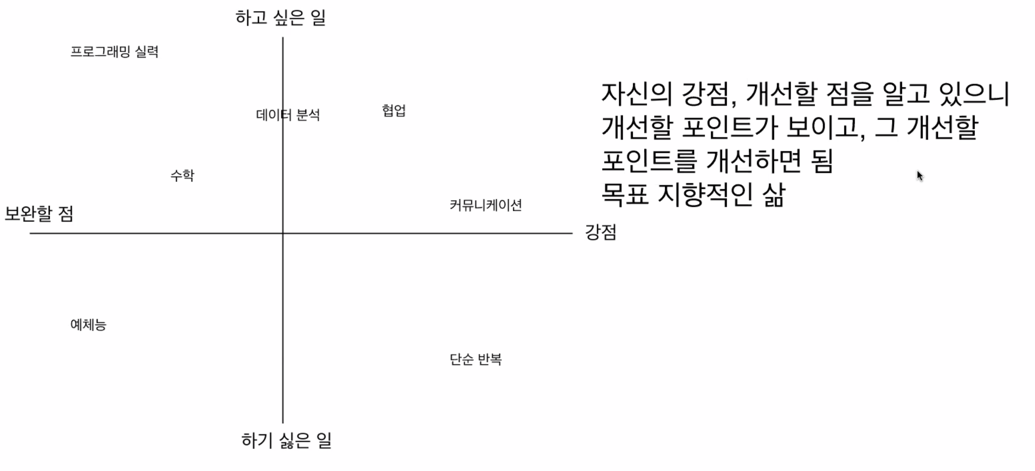 하고 싶은 일
프로그래밍 실력
데이터 분석
협업
수학
커뮤니케이션
보완할 점
강점
예체능
단순 반복
하기 싫은 일
자신의 강점, 개선할 점을 알고 있으니
개선할 포인트가 보이고, 그 개선할
포인트를 개선하면 됨
목표 지향적인 삶